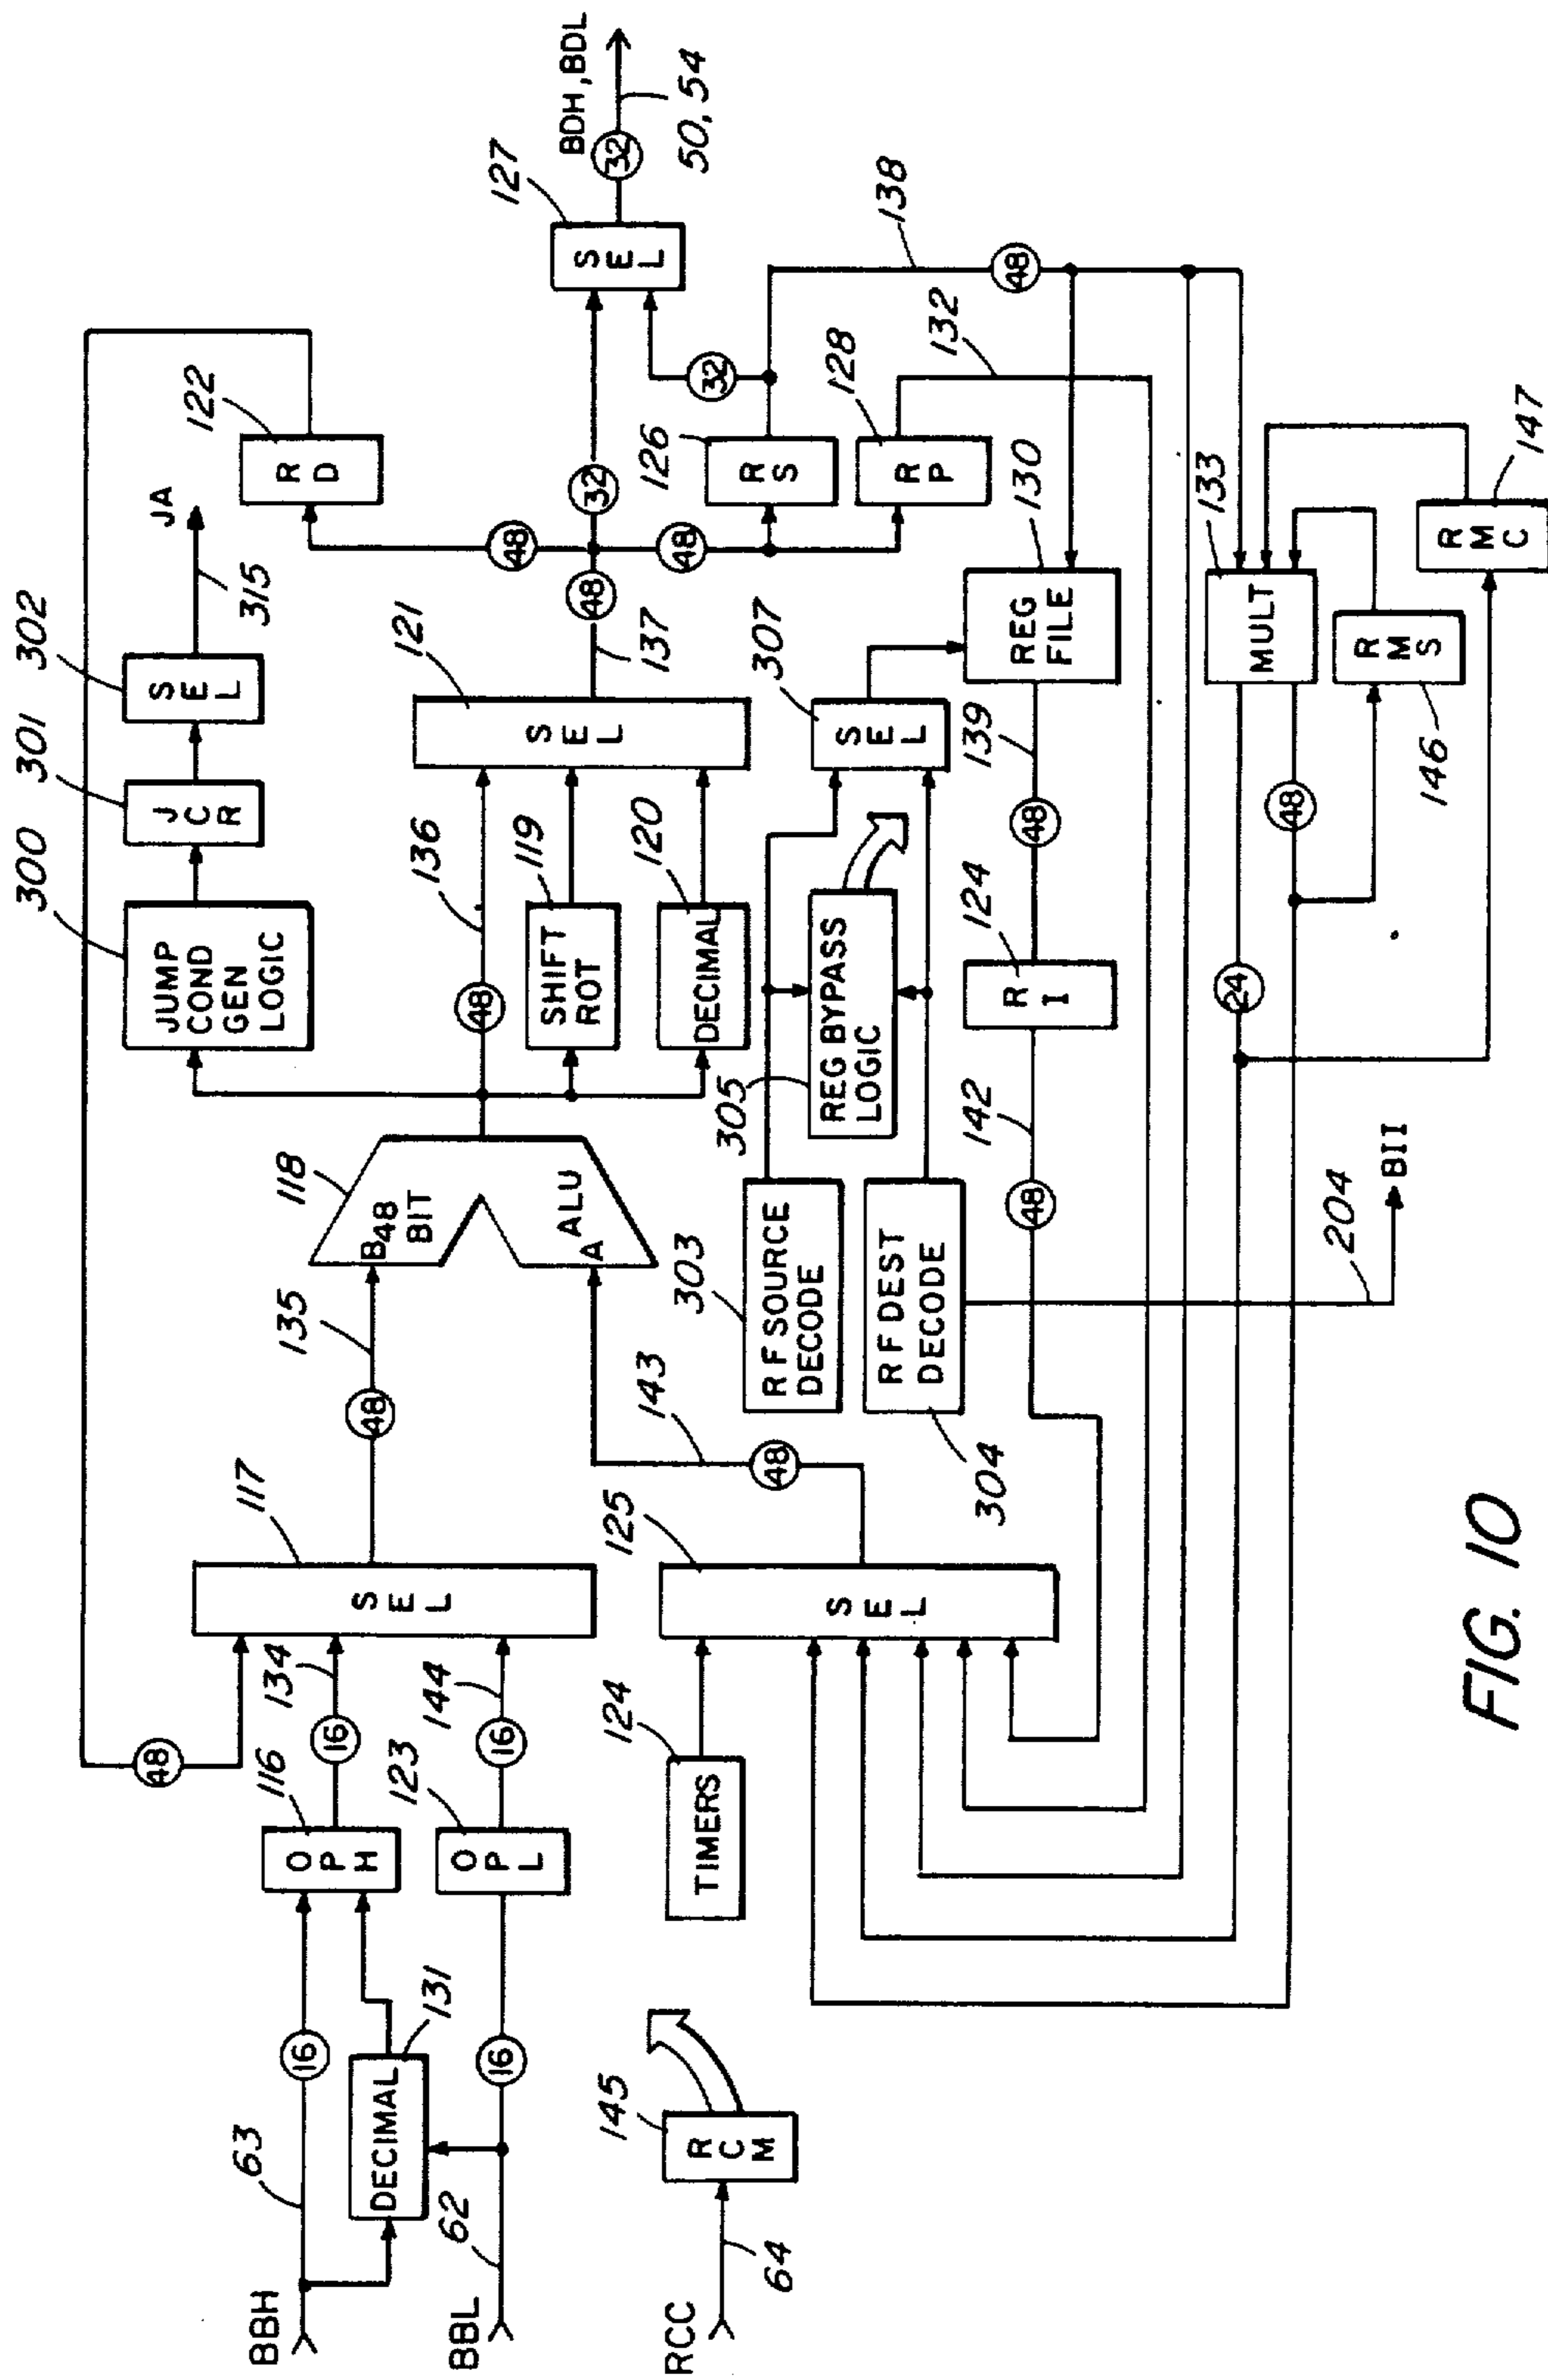 BBH
63
16
DECIMAL
131
BBL
62
16
RCC
64
RCM
145
OPH
116
16
134
OPL
123
16
144
48
SEL
117
48
135
TIMERS
124
SEL
125
48
143
B 48 BIT
A ALU
118
JUMP
COND
GEN
LOGIC
300
JCR
301
SEL
302
315
JA
48
136
SHIFT
ROT
119
DECIMAL
120
SEL
121
137
48
48
48
32
RD
122
RS
126
RP
128
32
SEL
127
32
BDH, BDL
50, 54
138
48
132
RF SOURCE
DECODE
303
RF DEST
DECODE
304
REG BYPASS
LOGIC
305
SEL
307
REG
FILE
130
139
48
RI
124
142
48
204
BII
MULT
133
24
48
RMS
146
RMC
147
FIG. 10